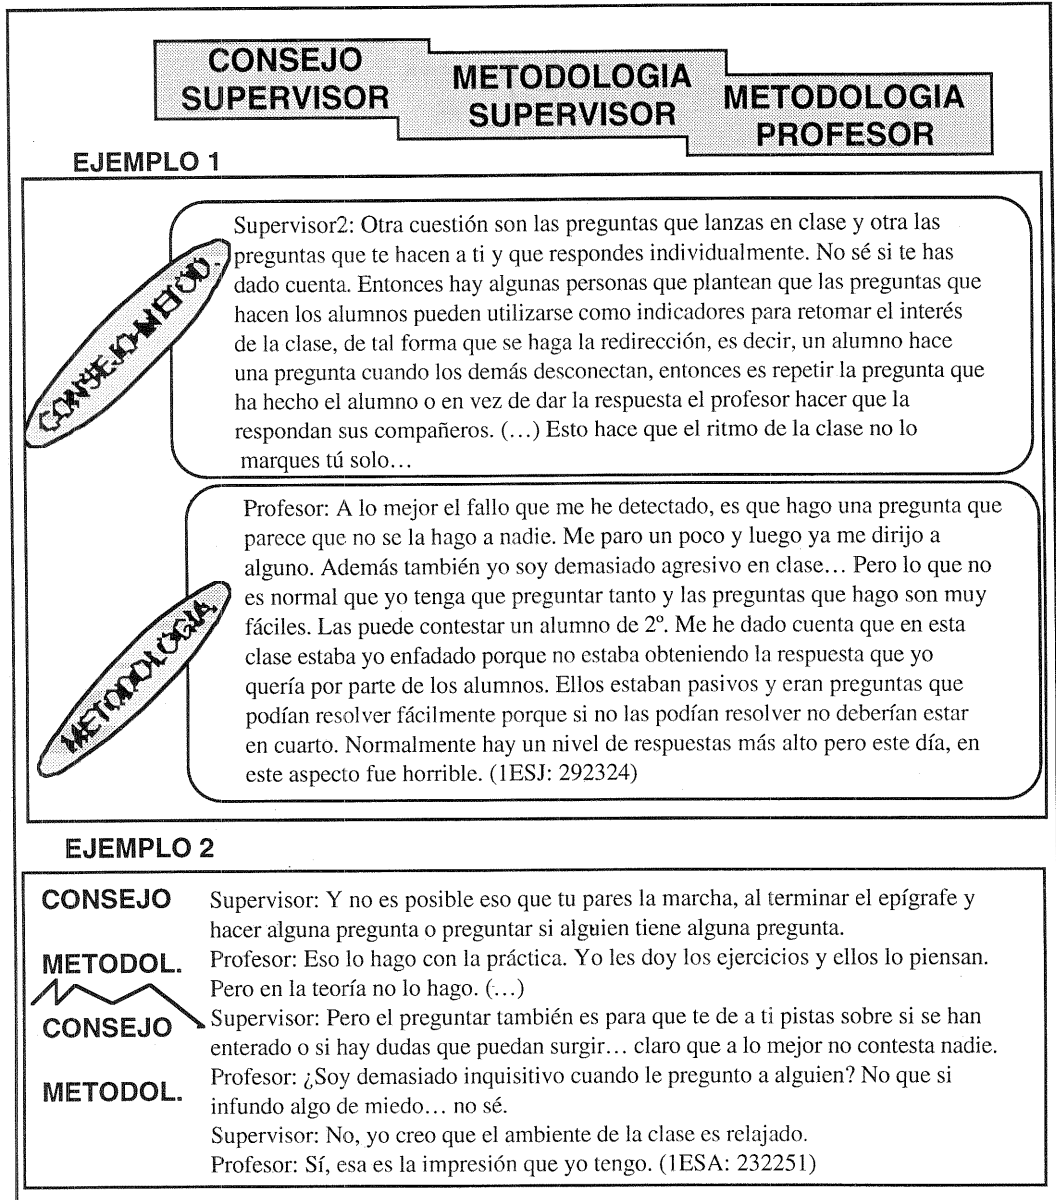 CONSEJO
SUPERVISOR
METODOLOGIA
SUPERVISOR
METODOLOGIA
PROFESOR
EJEMPLO 1
CONSEJO-METOD.
Supervisor2: Otra cuestión son las preguntas que lanzas en clase y otra las
preguntas que te hacen a ti y que respondes individualmente. No sé si te has
dado cuenta. Entonces hay algunas personas que plantean que las preguntas que
hacen los alumnos pueden utilizarse como indicadores para retomar el interés
de la clase, de tal forma que se haga la redirección, es decir, un alumno hace
una pregunta cuando los demás desconectan, entonces es repetir la pregunta que
ha hecho el alumno o en vez de dar la respuesta el profesor hacer que la
respondan sus compañeros. (…) Esto hace que el ritmo de la clase no lo
marques tú solo…
METODOLOGIA
Profesor: A lo mejor el fallo que me he detectado, es que hago una pregunta que
parece que no se la hago a nadie. Me paro un poco y luego ya me dirijo a
alguno. Además también yo soy demasiado agresivo en clase… Pero lo que no
es normal que yo tenga que preguntar tanto y las preguntas que hago son muy
fáciles. Las puede contestar un alumno de 2º. Me he dado cuenta que en esta
clase estaba yo enfadado porque no estaba obteniendo la respuesta que yo
quería por parte de los alumnos. Ellos estaban pasivos y eran preguntas que
podían resolver fácilmente porque si no las podían resolver no deberían estar
en cuarto. Normalmente hay un nivel de respuestas más alto pero este día, en
este aspecto fue horrible. (1ESJ: 292324)
EJEMPLO 2
CONSEJO
Supervisor: Y no es posible eso que tu pares la marcha, al terminar el epígrafe y
hacer alguna pregunta o preguntar si alguien tiene alguna pregunta.
METODOL.
Profesor: Eso lo hago con la práctica. Yo les doy los ejercicios y ellos lo piensan.
Pero en la teoría no lo hago. (…)
CONSEJO
Supervisor: Pero el preguntar también es para que te de a ti pistas sobre si se han
enterado o si hay dudas que puedan surgir… claro que a lo mejor no contesta nadie.
METODOL.
Profesor: ¿Soy demasiado inquisitivo cuando le pregunto a alguien? No que si
infundo algo de miedo… no sé.
Supervisor: No, yo creo que el ambiente de la clase es relajado.
Profesor: Sí, esa es la impresión que yo tengo. (1ESA: 232251)